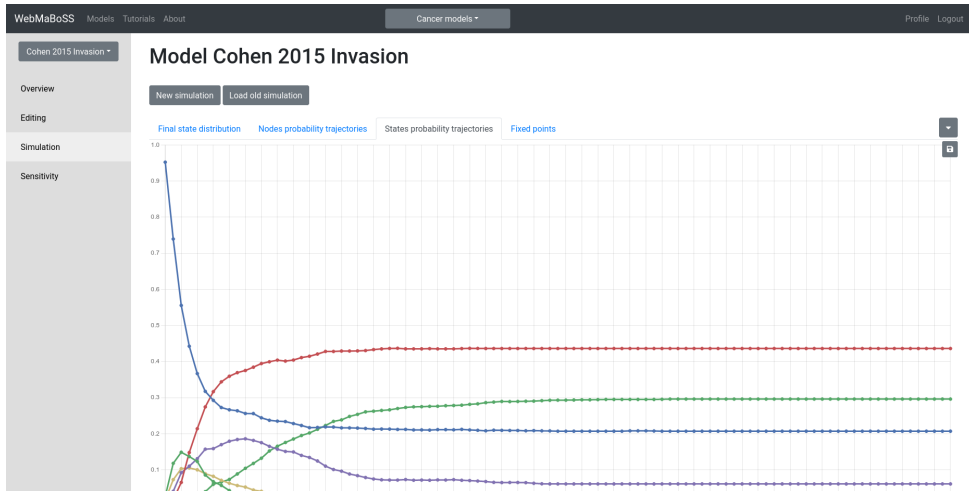 WebMaBoSS Models Tutorials About Cancer models Profile Logout
Cohen 2015 Invasion
Overview
Editing
Simulation
Sensitivity
Model Cohen 2015 Invasion
New simulation Load old simulation
Final state distribution Nodes probability trajectories States probability trajectories Fixed points
1.0
0.9
0.8
0.7
0.6
0.5
0.4
0.3
0.2
0.1